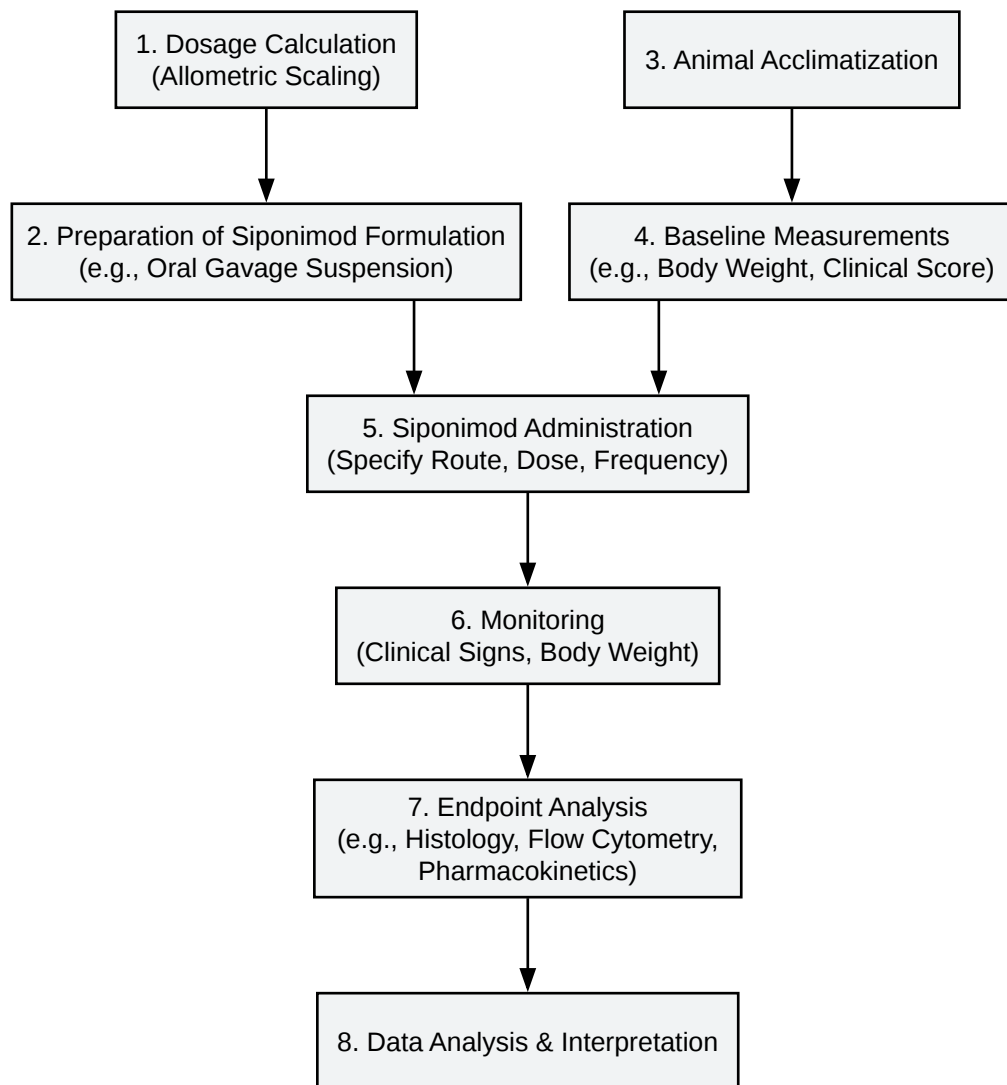 1. Dosage Calculation
(Allometric Scaling)
3. Animal Acclimatization
2. Preparation of Siponimod Formulation
(e.g., Oral Gavage Suspension)
4. Baseline Measurements
(e.g., Body Weight, Clinical Score)
5. Siponimod Administration
(Specify Route, Dose, Frequency)
6. Monitoring
(Clinical Signs, Body Weight)
7. Endpoint Analysis
(e.g., Histology, Flow Cytometry,
Pharmacokinetics)
8. Data Analysis & Interpretation